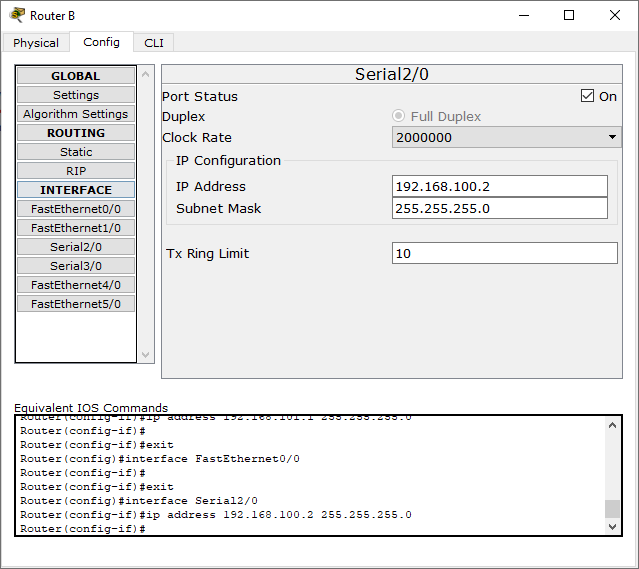 Router B
Physical Config CLI
GLOBAL
Settings
Algorithm Settings
ROUTING
Static
RIP
INTERFACE
FastEthernet0/0
FastEthernet1/0
Serial2/0
Serial3/0
FastEthernet4/0
FastEthernet5/0
Serial2/0
Port Status On
Duplex Full Duplex
Clock Rate 2000000
IP Configuration
IP Address 192.168.100.2
Subnet Mask 255.255.255.0
Tx Ring Limit 10
Equivalent IOS Commands
Router(config-if)#ip address 192.168.101.1 255.255.255.0
Router(config-if)#
Router(config-if)#exit
Router(config)#interface FastEthernet0/0
Router(config-if)#
Router(config-if)#exit
Router(config)#interface Serial2/0
Router(config-if)#ip address 192.168.100.2 255.255.255.0
Router(config-if)#